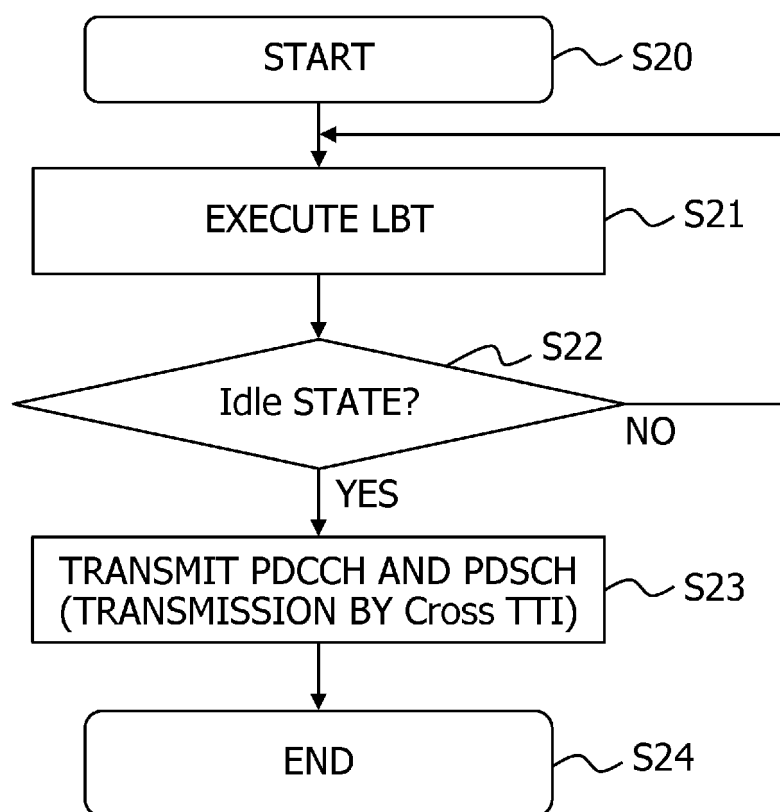 START
S20
EXECUTE LBT
S21
S22
Idle STATE?
NO
YES
TRANSMIT PDCCH AND PDSCH
(TRANSMISSION BY Cross TTI)
S23
END
S24